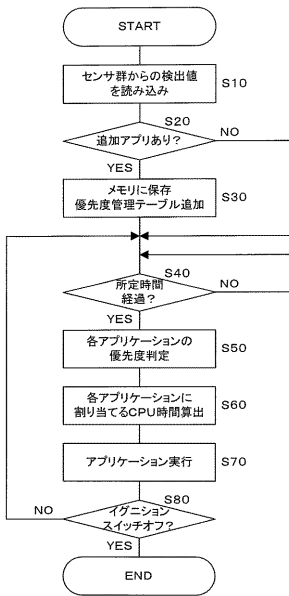 START
センサ群からの検出値
を読み込み
S10
S20
追加アプリあり?
NO
YES
メモリに保存
優先度管理テーブル追加
S30
S40
所定時間
経過?
NO
YES
各アプリケーションの
優先度判定
S50
各アプリケーションに
割り当てるCPU時間算出
S60
アプリケーション実行
S70
S80
イグニション
スイッチオフ?
NO
YES
END